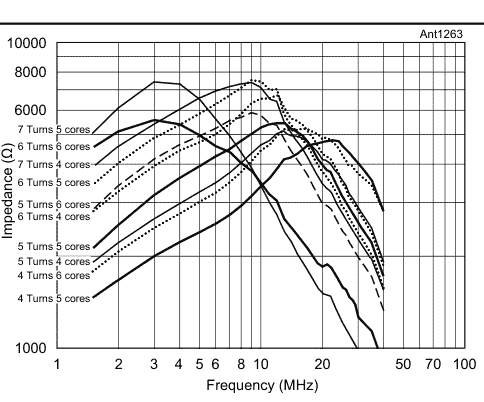 Ant1263
10000
8000
6000
7 Turns 5 cores
6 Turns 6 cores
7 Turns 4 cores
6 Turns 5 cores
5 Turns 6 cores
6 Turns 4 cores
5 Turns 5 cores
5 Turns 4 cores
4 Turns 6 cores
4 Turns 5 cores
Impedance (Ω)
1000
1 2 3 4 5 6 8 10 20 50 70 100
Frequency (MHz)